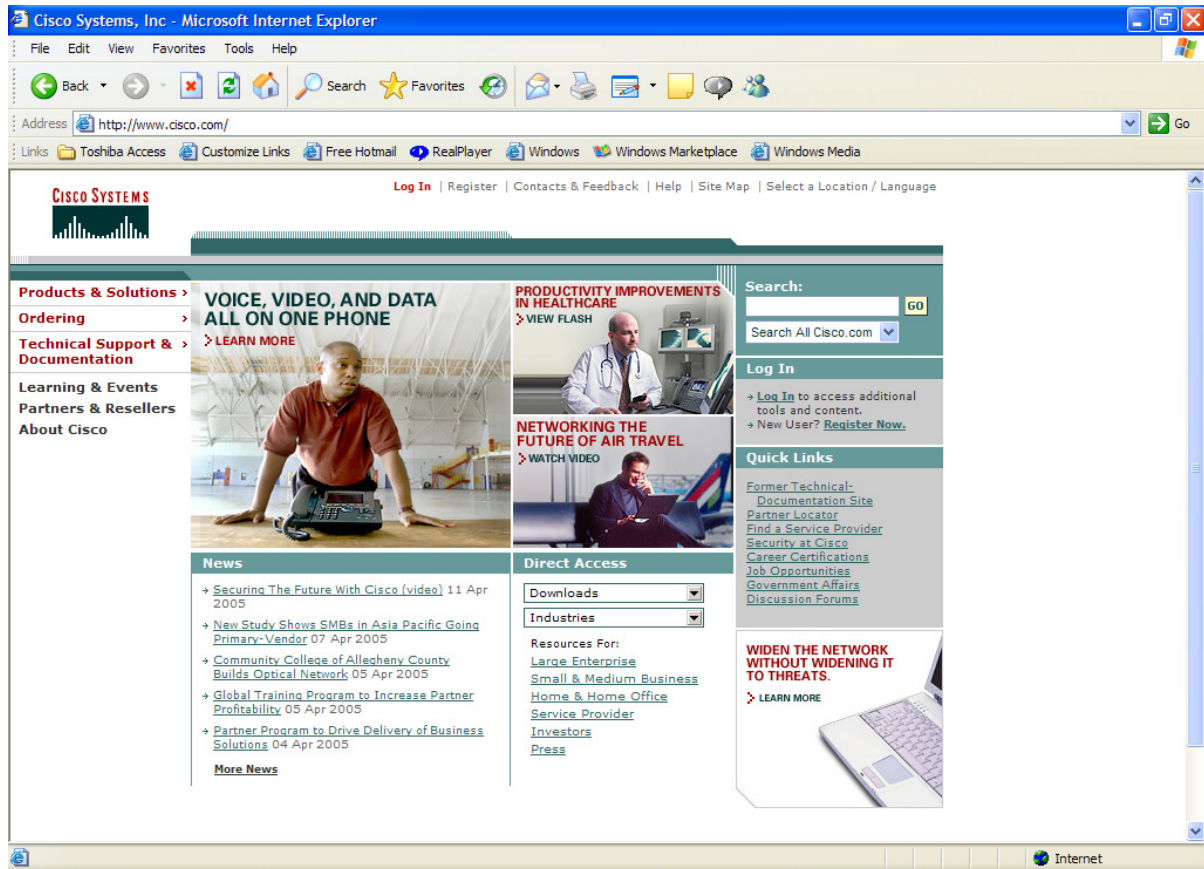 Cisco Systems, Inc - Microsoft Internet Explorer
File Edit View Favorites Tools Help
Back Search Favorites
Address http://www.cisco.com/ Go
Links Toshiba Access Customize Links Free Hotmail RealPlayer Windows Windows Marketplace Windows Media
CISCO SYSTEMS
Log In | Register | Contacts & Feedback | Help | Site Map | Select a Location / Language
Products & Solutions ›
Ordering ›
Technical Support & ›
Documentation
Learning & Events
Partners & Resellers
About Cisco
VOICE, VIDEO, AND DATA
ALL ON ONE PHONE
LEARN MORE
PRODUCTIVITY IMPROVEMENTS
IN HEALTHCARE
VIEW FLASH
NETWORKING THE
FUTURE OF AIR TRAVEL
WATCH VIDEO
Search:
GO
Search All Cisco.com
Log In
Log In to access additional
tools and content.
New User? Register Now.
Quick Links
Former Technical-
Documentation Site
Partner Locator
Find a Service Provider
Security at Cisco
Career Certifications
Job Opportunities
Government Affairs
Discussion Forums
News
Securing The Future With Cisco (video) 11 Apr
2005
New Study Shows SMBs in Asia Pacific Going
Primary-Vendor 07 Apr 2005
Community College of Allegheny County
Builds Optical Network 05 Apr 2005
Global Training Program to Increase Partner
Profitability 05 Apr 2005
Partner Program to Drive Delivery of Business
Solutions 04 Apr 2005
More News
Direct Access
Downloads
Industries
Resources For:
Large Enterprise
Small & Medium Business
Home & Home Office
Service Provider
Investors
Press
WIDEN THE NETWORK
WITHOUT WIDENING IT
TO THREATS.
LEARN MORE
Internet